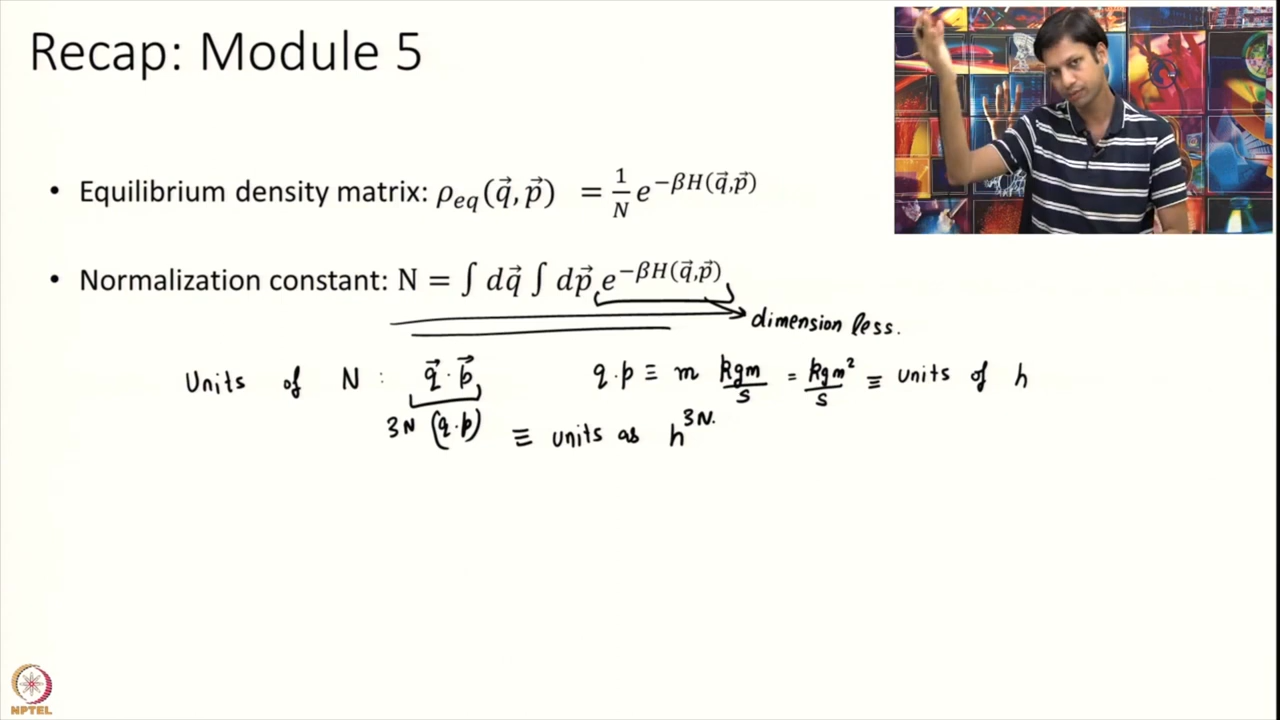 Recap: Module 5
• Equilibrium density matrix: ρ_eq(q⃗, p⃗) = 1/N e^{−βH(q⃗,p⃗)}
• Normalization constant: N = ∫ dq⃗ ∫ dp⃗ e^{−βH(q⃗,p⃗)}
dimension less.
Units of N : q⃗ · p⃗ q.p ≡ m kgm/s = kgm²/s ≡ units of h
3N (q.p) ≡ units as h^{3N}.
NPTEL